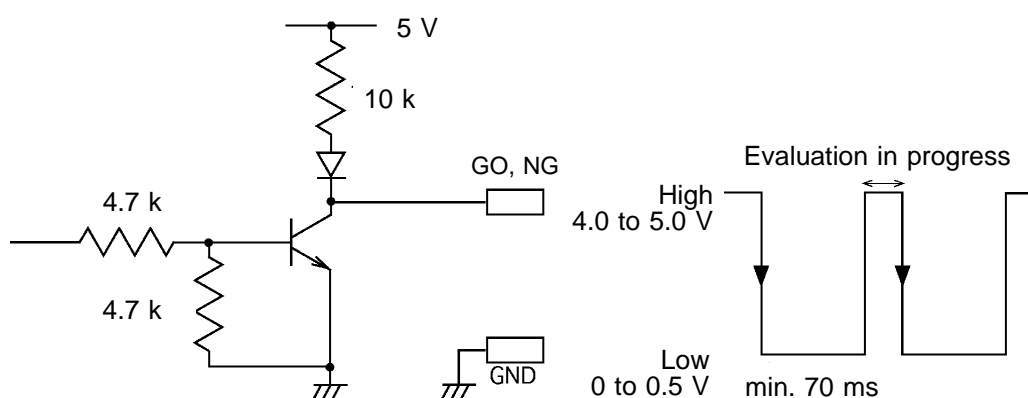 5 V
10 k
GO, NG
4.7 k
4.7 k
GND
Evaluation in progress
High
4.0 to 5.0 V
Low
0 to 0.5 V
min. 70 ms